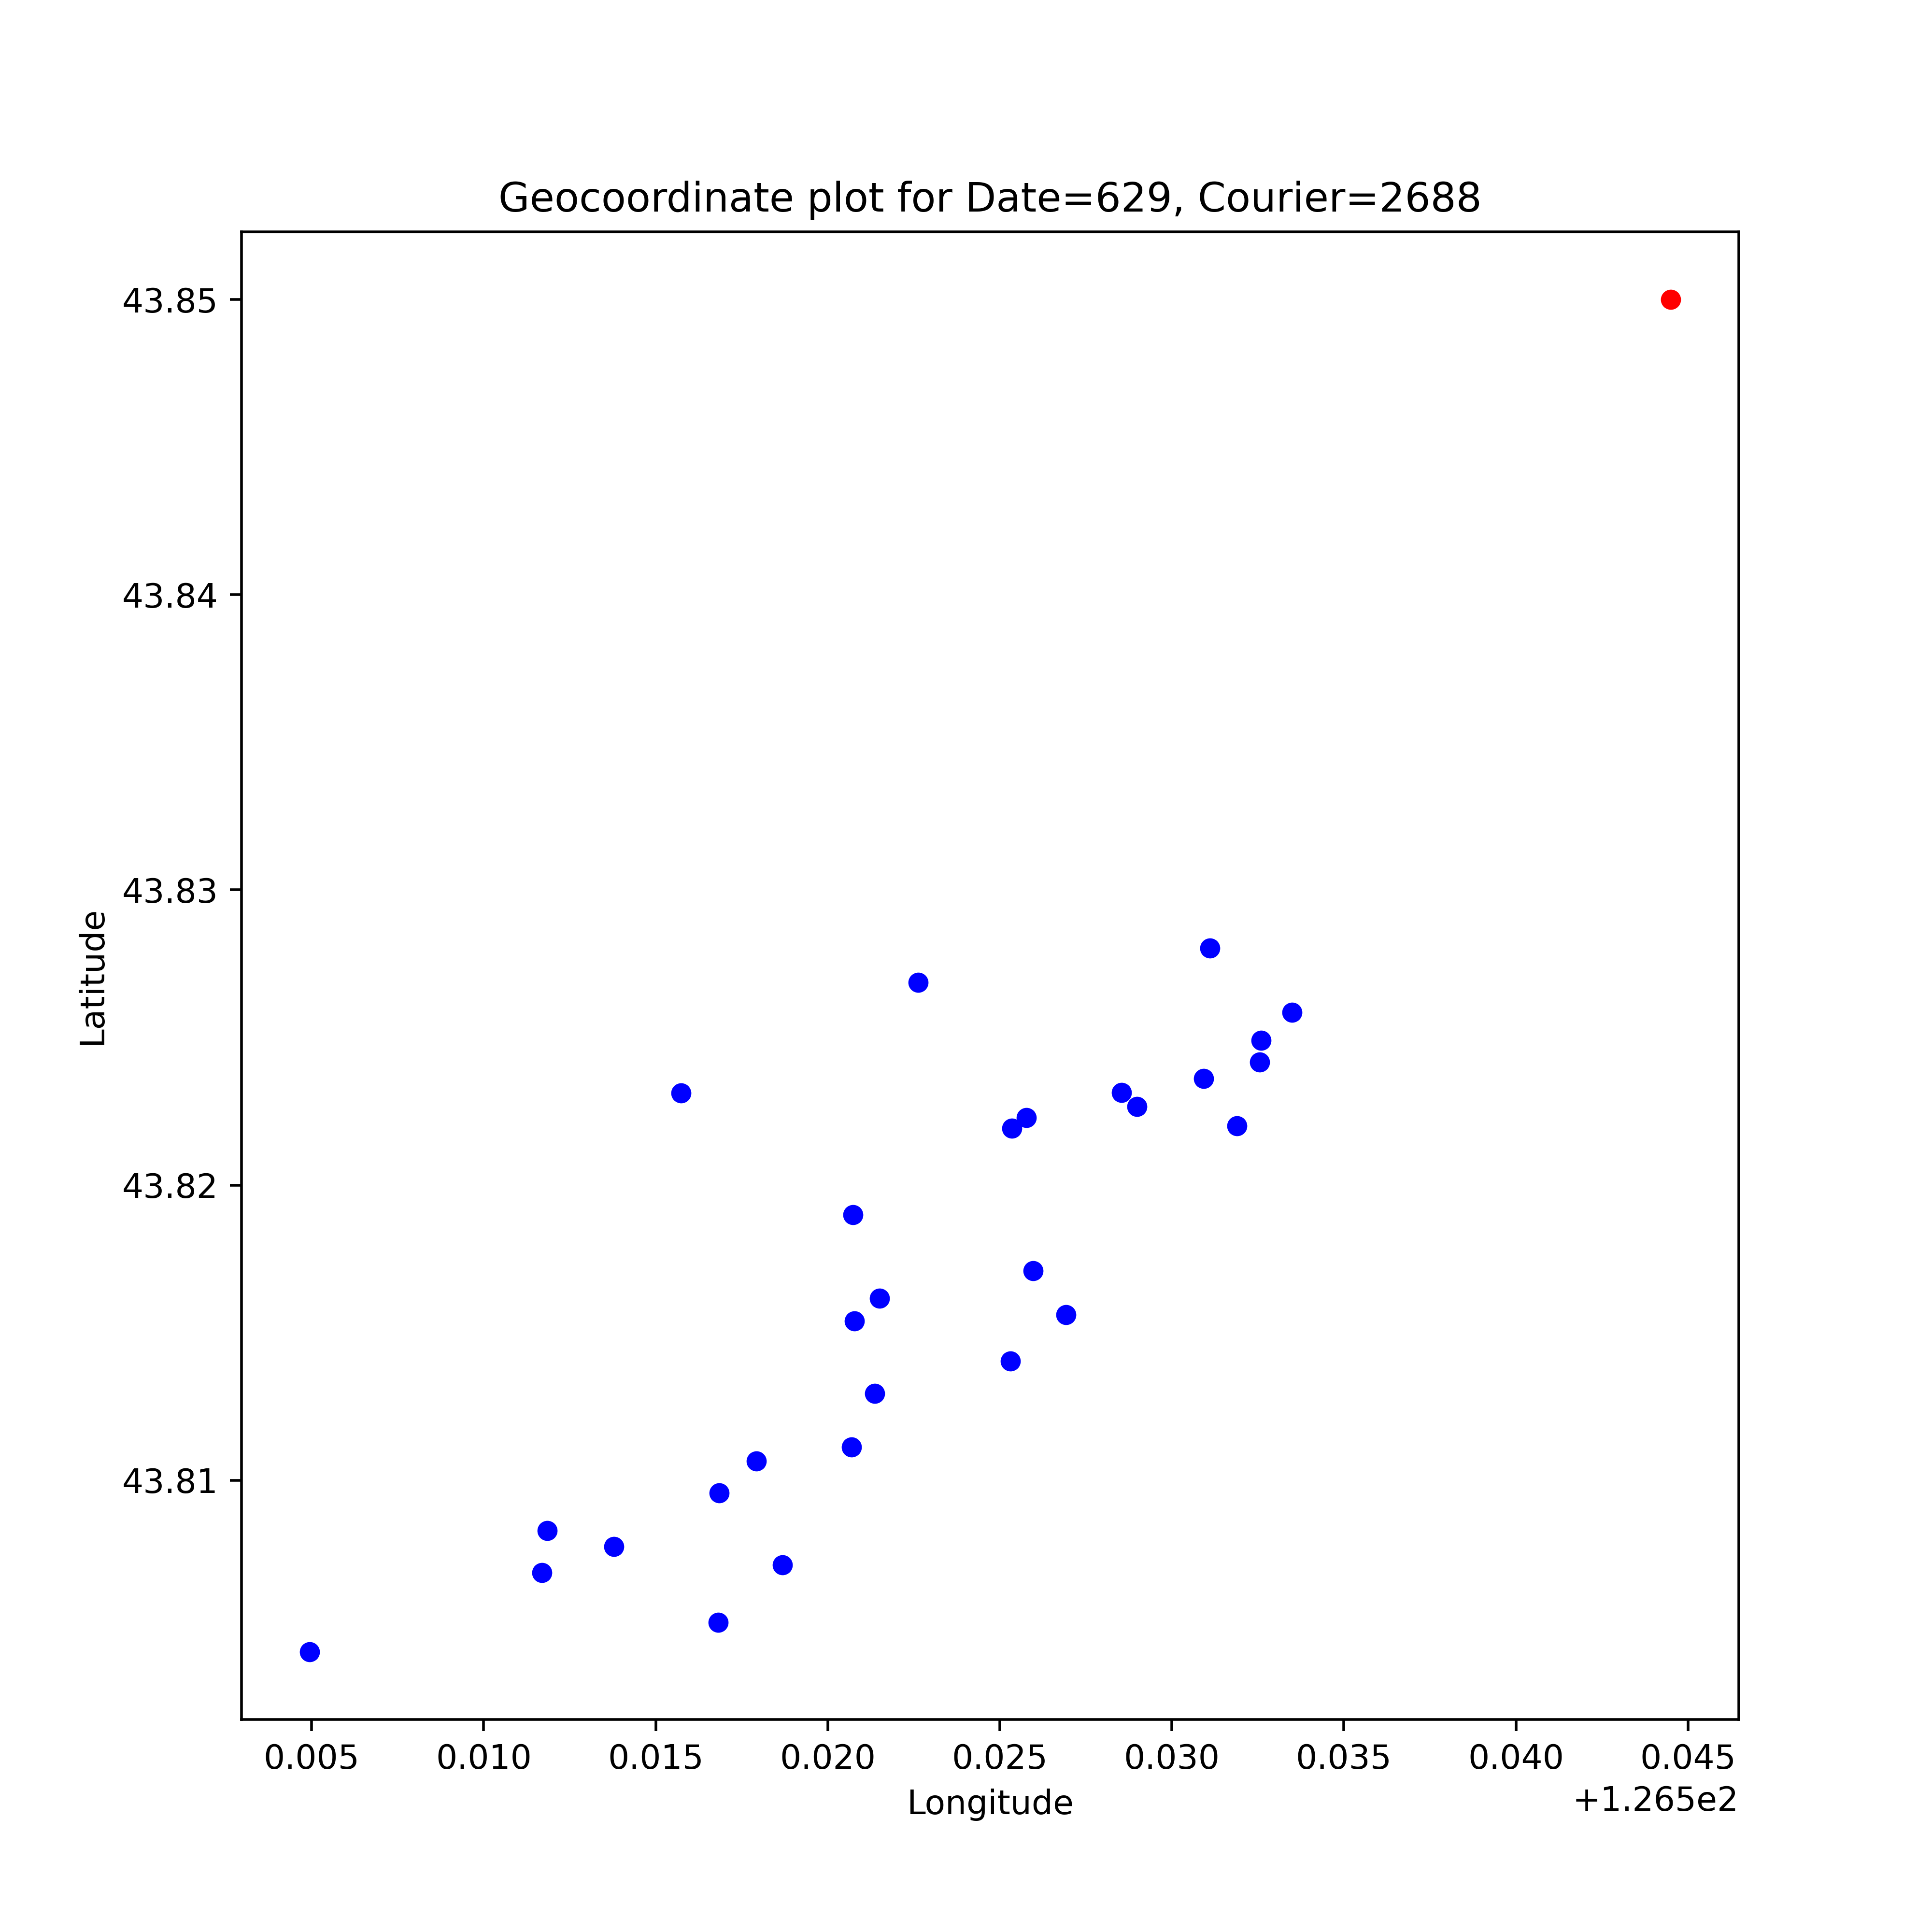 Geocoordinate plot for Date=629, Courier=2688
43.85
43.84
43.83
43.82
43.81
Latitude
0.005 0.010 0.015 0.020 0.025 0.030 0.035 0.040 0.045
Longitude
+1.265e2